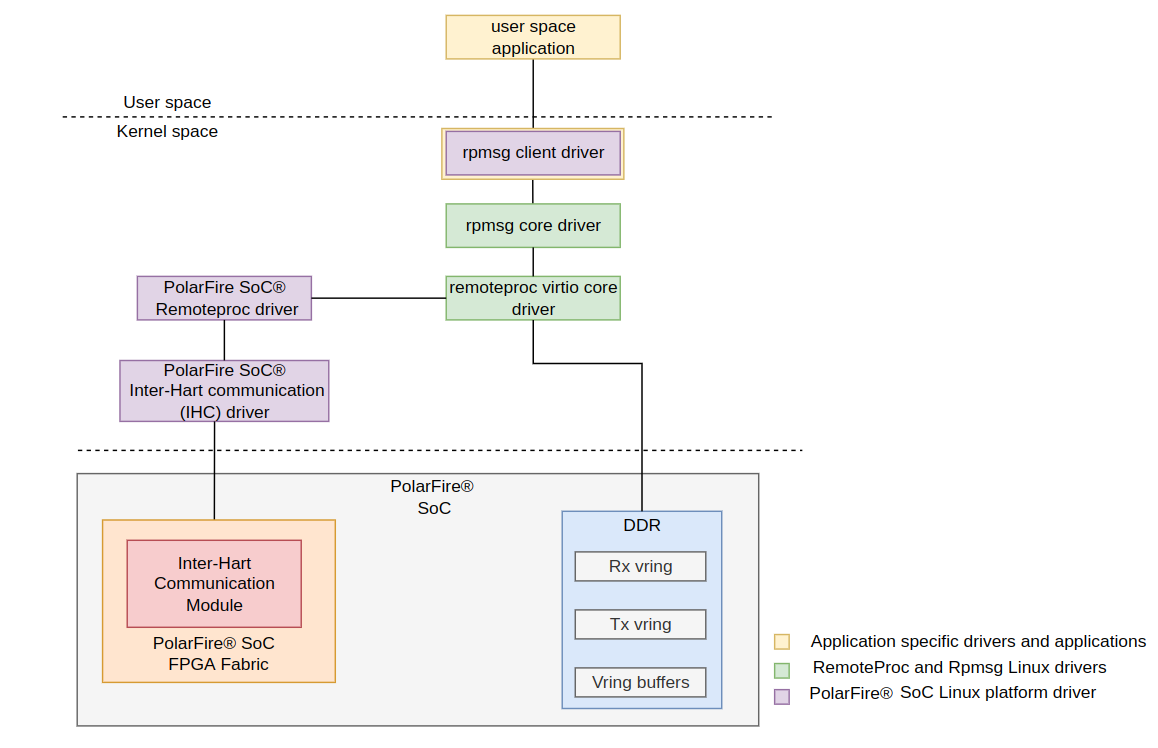 user space
application
User space
Kernel space
rpmsg client driver
rpmsg core driver
PolarFire SoC®
Remoteproc driver
remoteproc virtio core
driver
PolarFire SoC®
Inter-Hart communication
(IHC) driver
PolarFire®
SoC
Inter-Hart
Communication
Module
PolarFire® SoC
FPGA Fabric
DDR
Rx vring
Tx vring
Vring buffers
Application specific drivers and applications
RemoteProc and Rpmsg Linux drivers
PolarFire® SoC Linux platform driver